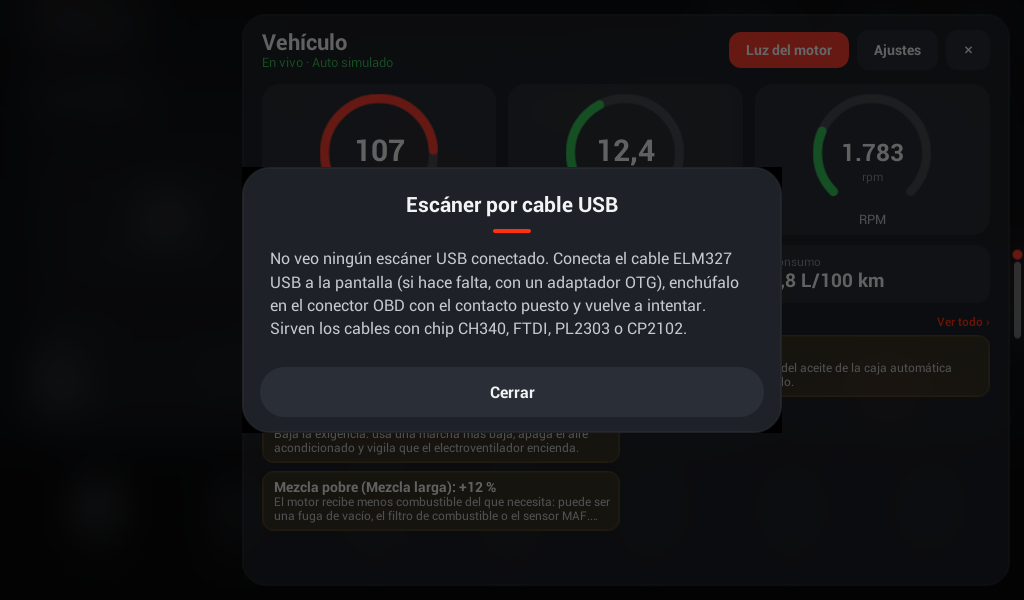 Vehículo
En vivo · Auto simulado
Luz del motor
Ajustes
×
107
12,4
1.783
rpm
RPM
Escáner por cable USB
No veo ningún escáner USB conectado. Conecta el cable ELM327
USB a la pantalla (si hace falta, con un adaptador OTG), enchúfalo
en el conector OBD con el contacto puesto y vuelve a intentar.
Sirven los cables con chip CH340, FTDI, PL2303 o CP2102.
Cerrar
,8 L/100 km
Ver todo ›
del aceite de la caja automática
Baja la exigencia: usa una marcha más baja, apaga el aire
acondicionado y vigila que el electroventilador encienda.
Mezcla pobre (Mezcla larga): +12 %
El motor recibe menos combustible del que necesita: puede ser
una fuga de vacío, el filtro de combustible o el sensor MAF....